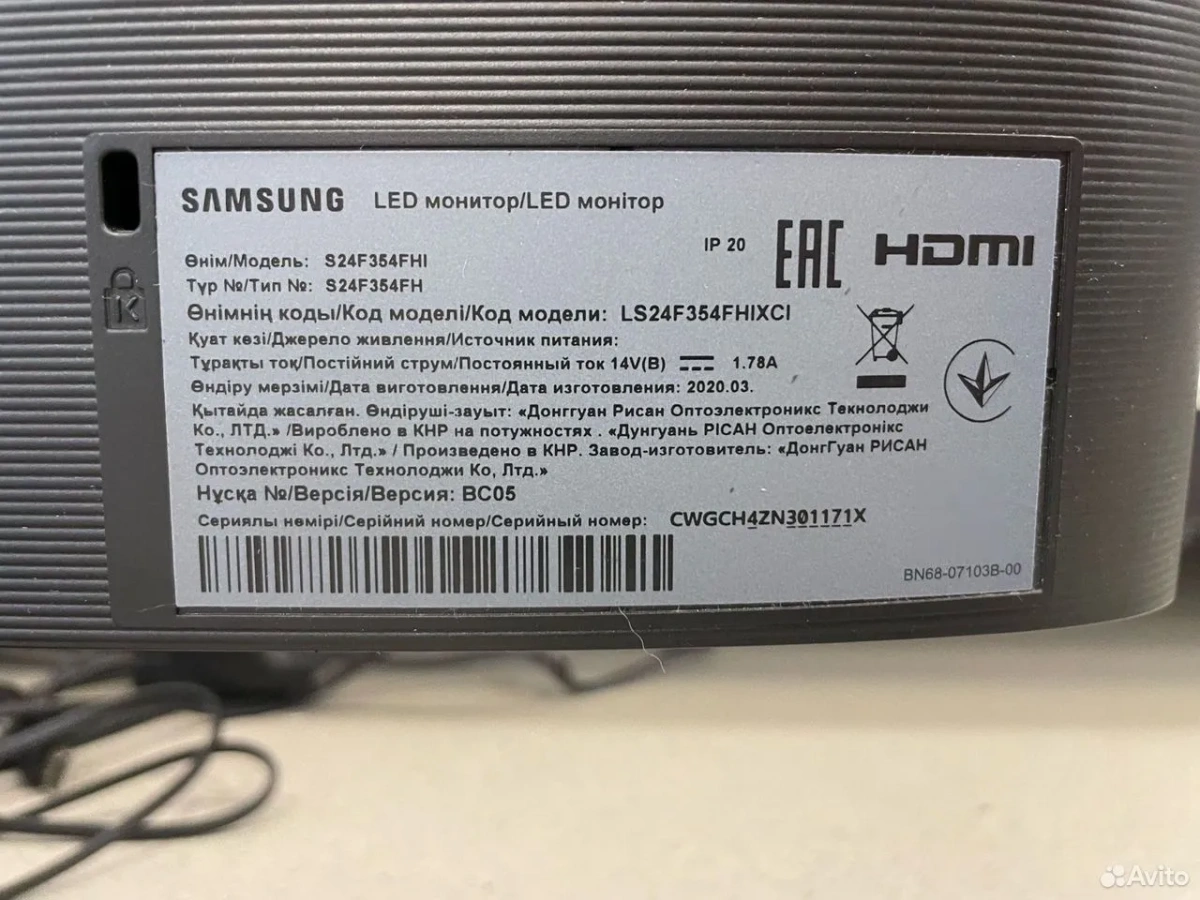 SAMSUNG LED монитор/LED монітор
IP 20 EAC HDMI
Өнім/Модель: S24F354FHI
Түр №/Тип №: S24F354FH
Өнімнің коды/Код моделі/Код модели: LS24F354FHIXCI
Қуат көзі/Джерело живлення/Источник питания:
Тұрақты тоқ/Постійний струм/Постоянный ток 14V(B) 1.78A
Өндіру мерзімі/Дата виготовлення/Дата изготовления: 2020.03.
Қытайда жасалған. Өндіруші-зауыт: «Донггуан Рисан Оптоэлектроникс Текнолоджи
Ко., ЛТД.» /Вироблено в КНР на потужностях . «Дунгуань РІСАН Оптоелектронікс
Технолоджі Ко., Лтд.» / Произведено в КНР. Завод-изготовитель: «ДонгГуан РИСАН
Оптоэлектроникс Технолоджи Ко, Лтд.»
Нұсқа №/Версія/Версия: BC05
Сериялы нөмірі/Серійний номер/Серийный номер: CWGCH4ZN301171X
BN68-07103B-00
K
Avito